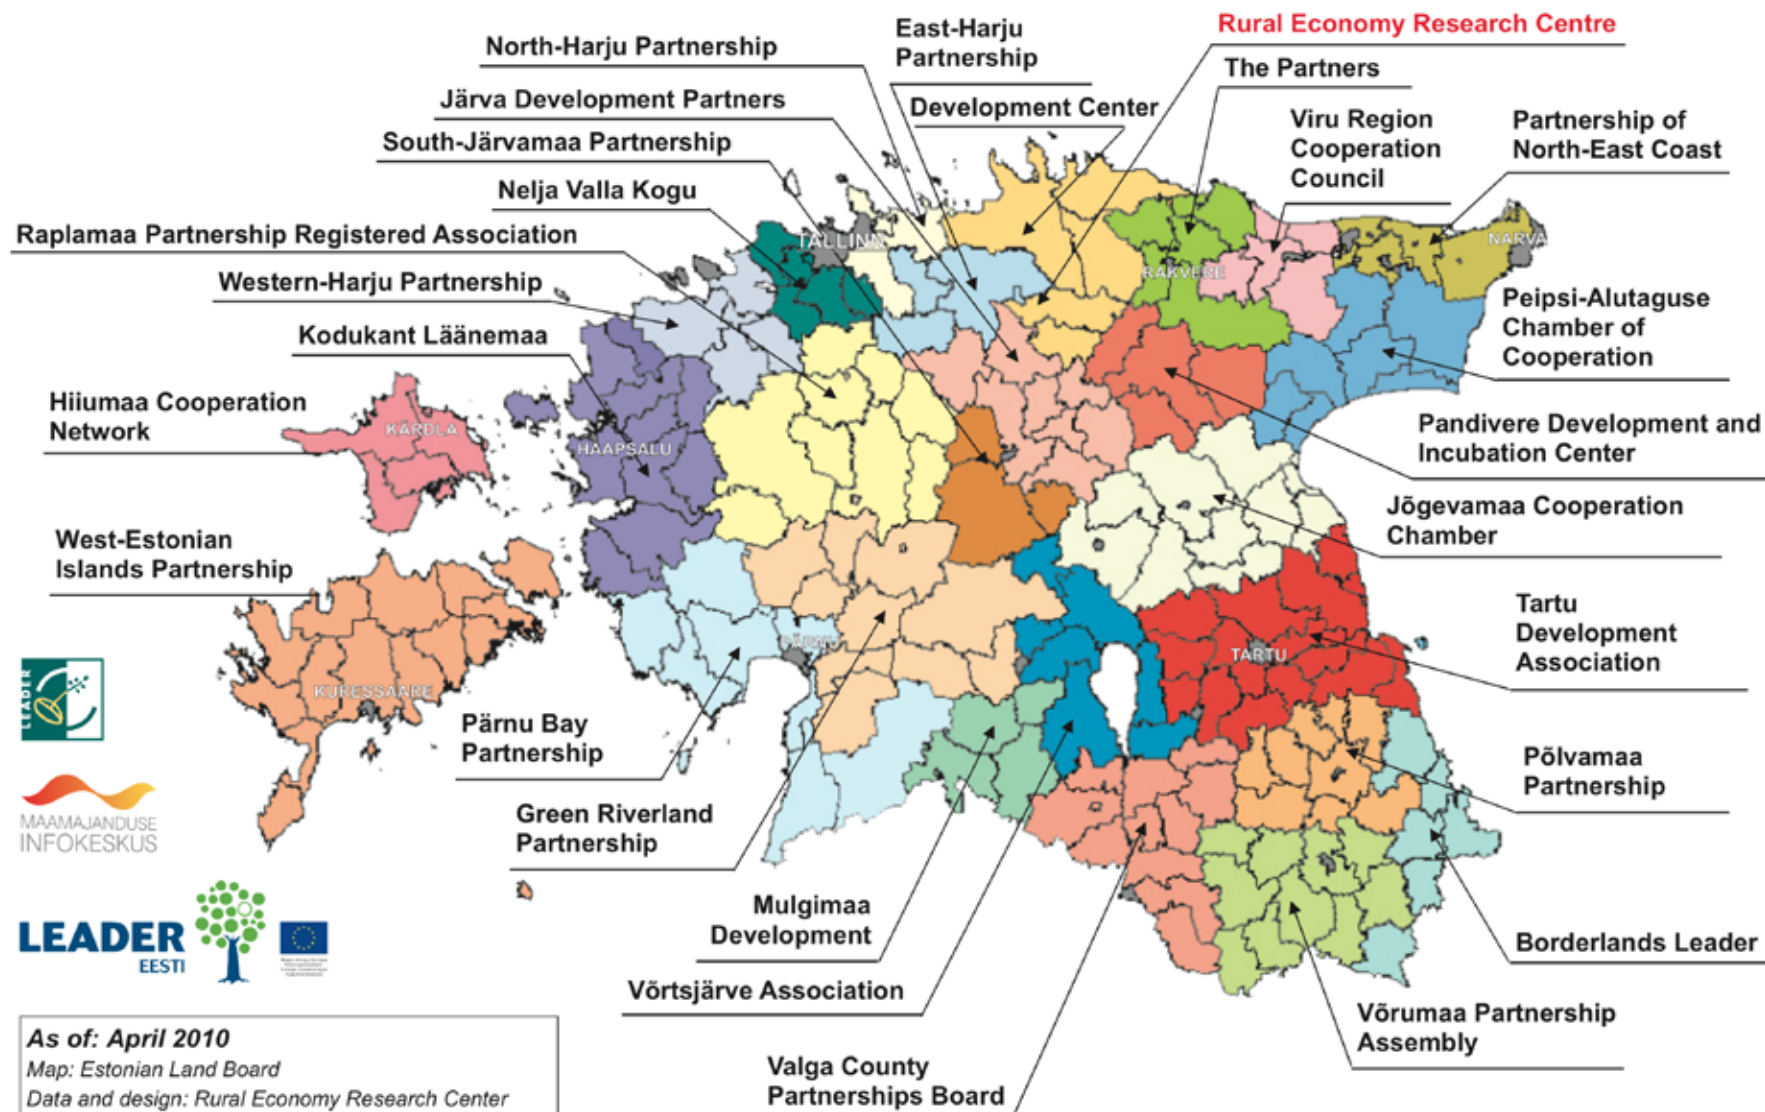 North-Harju Partnership
East-Harju
Partnership
Rural Economy Research Centre
The Partners
Järva Development Partners
Development Center
Viru Region
Cooperation
Council
Partnership of
North-East Coast
South-Järvamaa Partnership
Nelja Valla Kogu
Raplamaa Partnership Registered Association
TALLINN
NARVA
RAKVERE
Western-Harju Partnership
Peipsi-Alutaguse
Chamber of
Cooperation
Kodukant Läänemaa
Hiiumaa Cooperation
Network
KÄRDLA
HAAPSALU
Pandivere Development and
Incubation Center
Jõgevamaa Cooperation
Chamber
West-Estonian
Islands Partnership
Tartu
Development
Association
PÄRNU
TARTU
KURESSAARE
LEADER
Pärnu Bay
Partnership
Põlvamaa
Partnership
MAAMAJANDUSE
INFOKESKUS
Green Riverland
Partnership
Mulgimaa
Development
LEADER
EESTI
Borderlands Leader
Võrtsjärve Association
Võrumaa Partnership
Assembly
Valga County
Partnerships Board
As of: April 2010
Map: Estonian Land Board
Data and design: Rural Economy Research Center